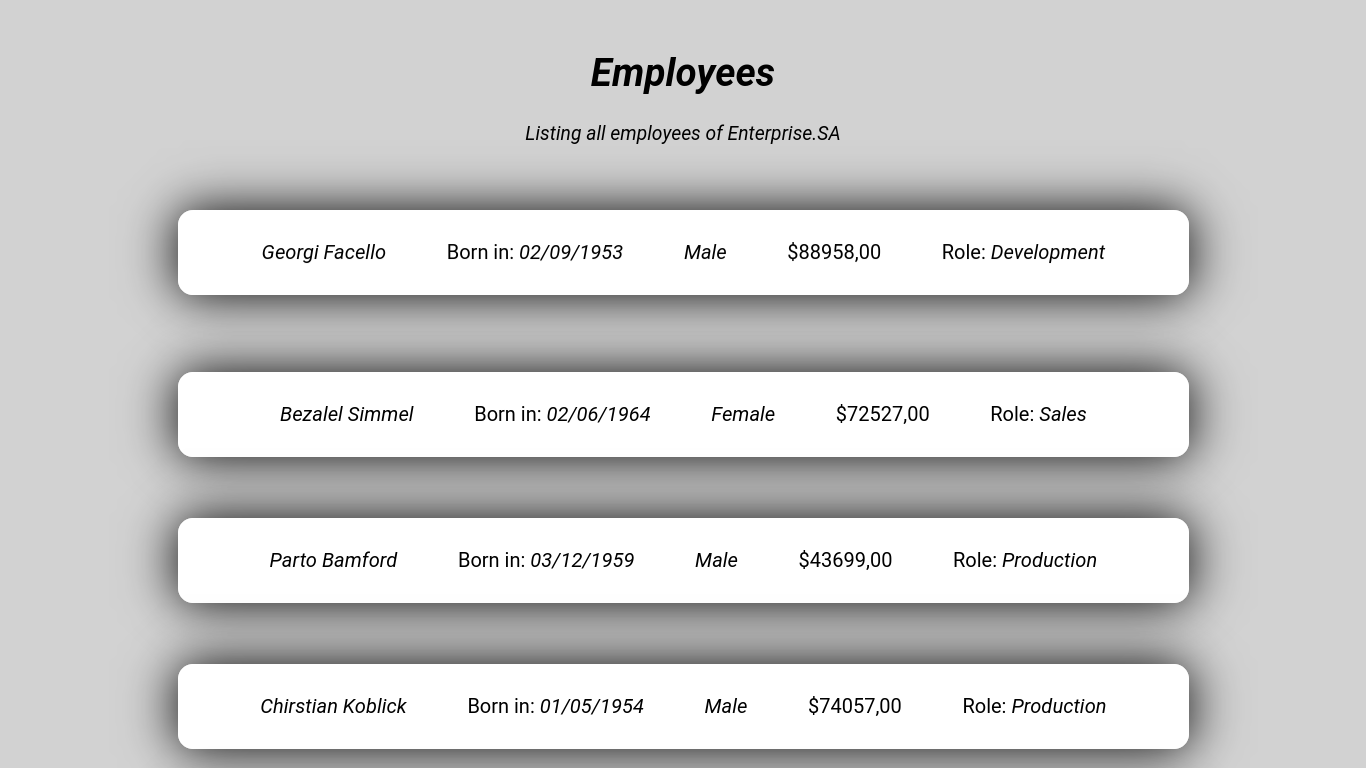 Employees
Listing all employees of Enterprise.SA
Georgi Facello Born in: 02/09/1953 Male $88958,00 Role: Development
Bezalel Simmel Born in: 02/06/1964 Female $72527,00 Role: Sales
Parto Bamford Born in: 03/12/1959 Male $43699,00 Role: Production
Chirstian Koblick Born in: 01/05/1954 Male $74057,00 Role: Production